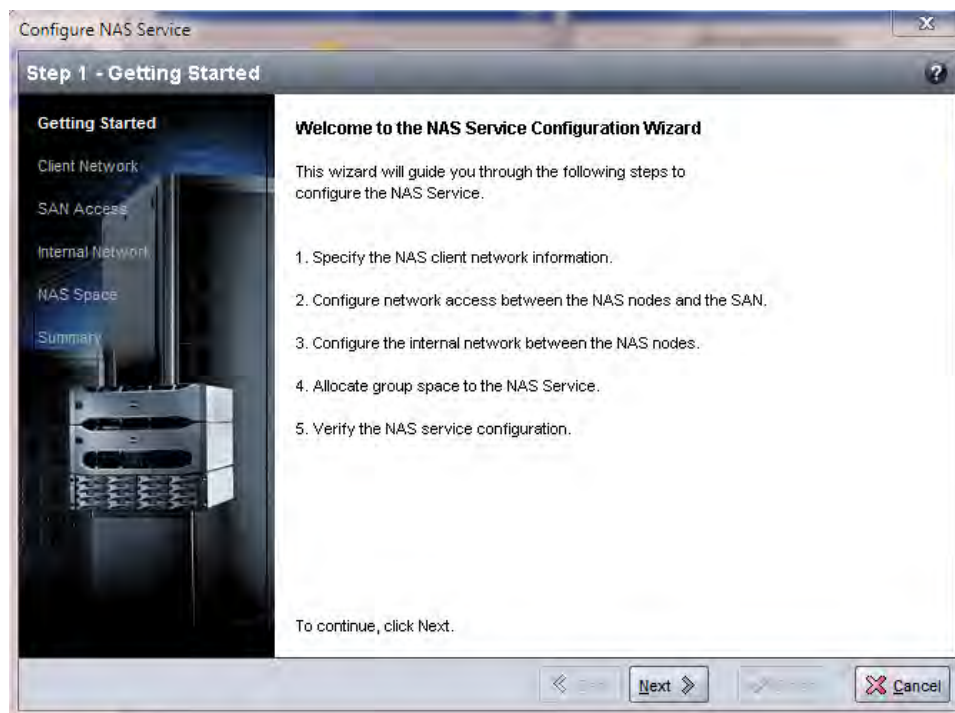 Configure NAS Service
Step 1 - Getting Started
?
Getting Started
Client Network
SAN Access
Internal Network
NAS Space
Summary
Welcome to the NAS Service Configuration Wizard
This wizard will guide you through the following steps to
configure the NAS Service.
1. Specify the NAS client network information.
2. Configure network access between the NAS nodes and the SAN.
3. Configure the internal network between the NAS nodes.
4. Allocate group space to the NAS Service.
5. Verify the NAS service configuration.
To continue, click Next.
Next
Cancel